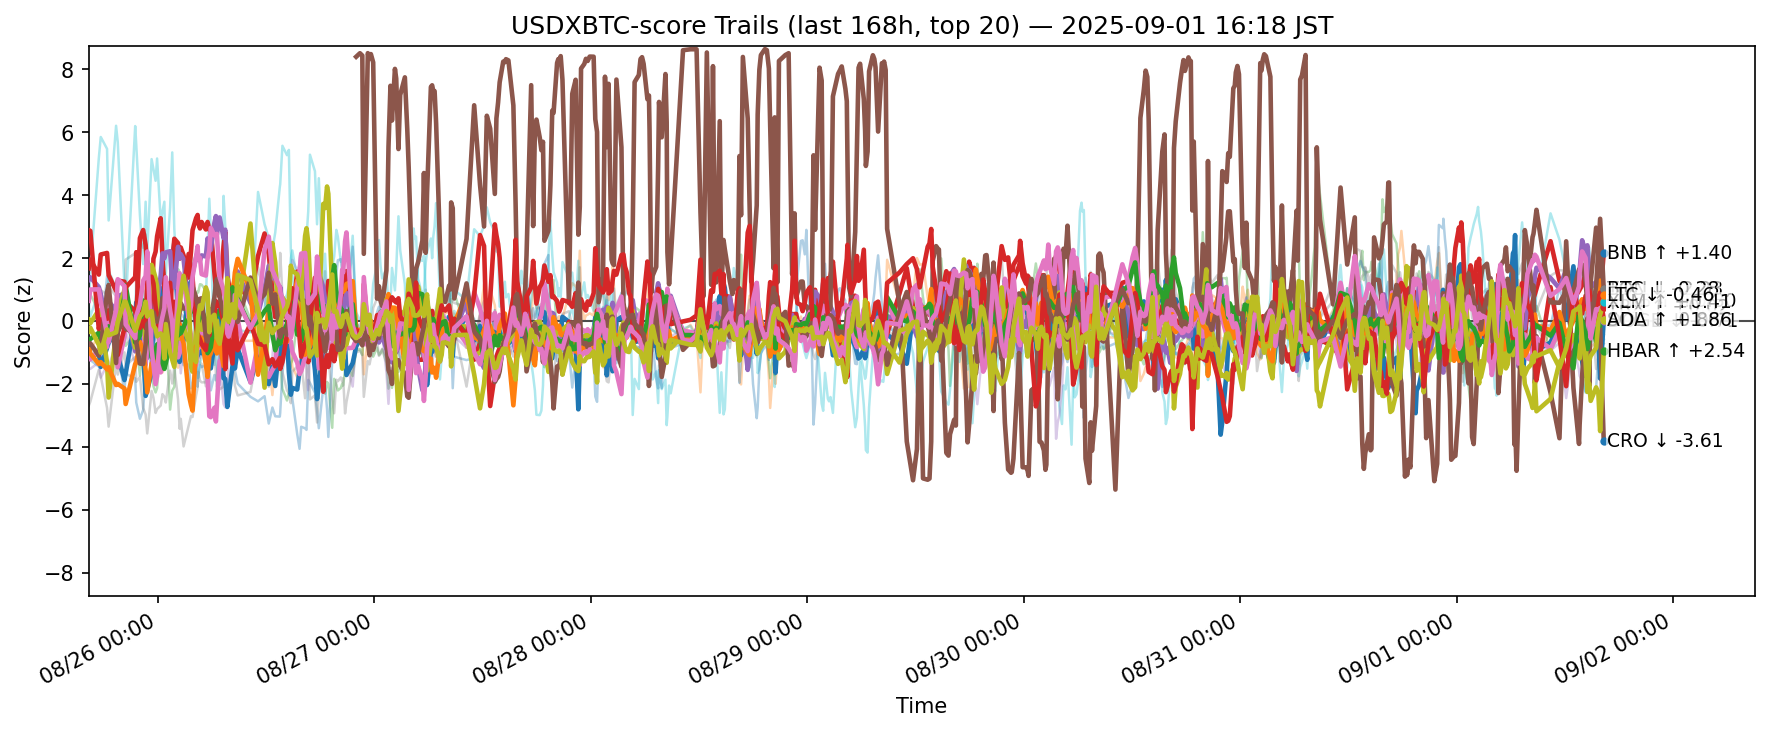 USDXBTC-score Trails (last 168h, top 20) — 2025-09-01 16:18 JST
Score (z)
8
6
4
2
0
−2
−4
−6
−8
BNB ↑ +1.40
LTC ↓ -0.46
ADA ↑ +1.86
HBAR ↑ +2.54
CRO ↓ -3.61
08/26 00:00
08/27 00:00
08/28 00:00
08/29 00:00
08/30 00:00
08/31 00:00
09/01 00:00
09/02 00:00
Time